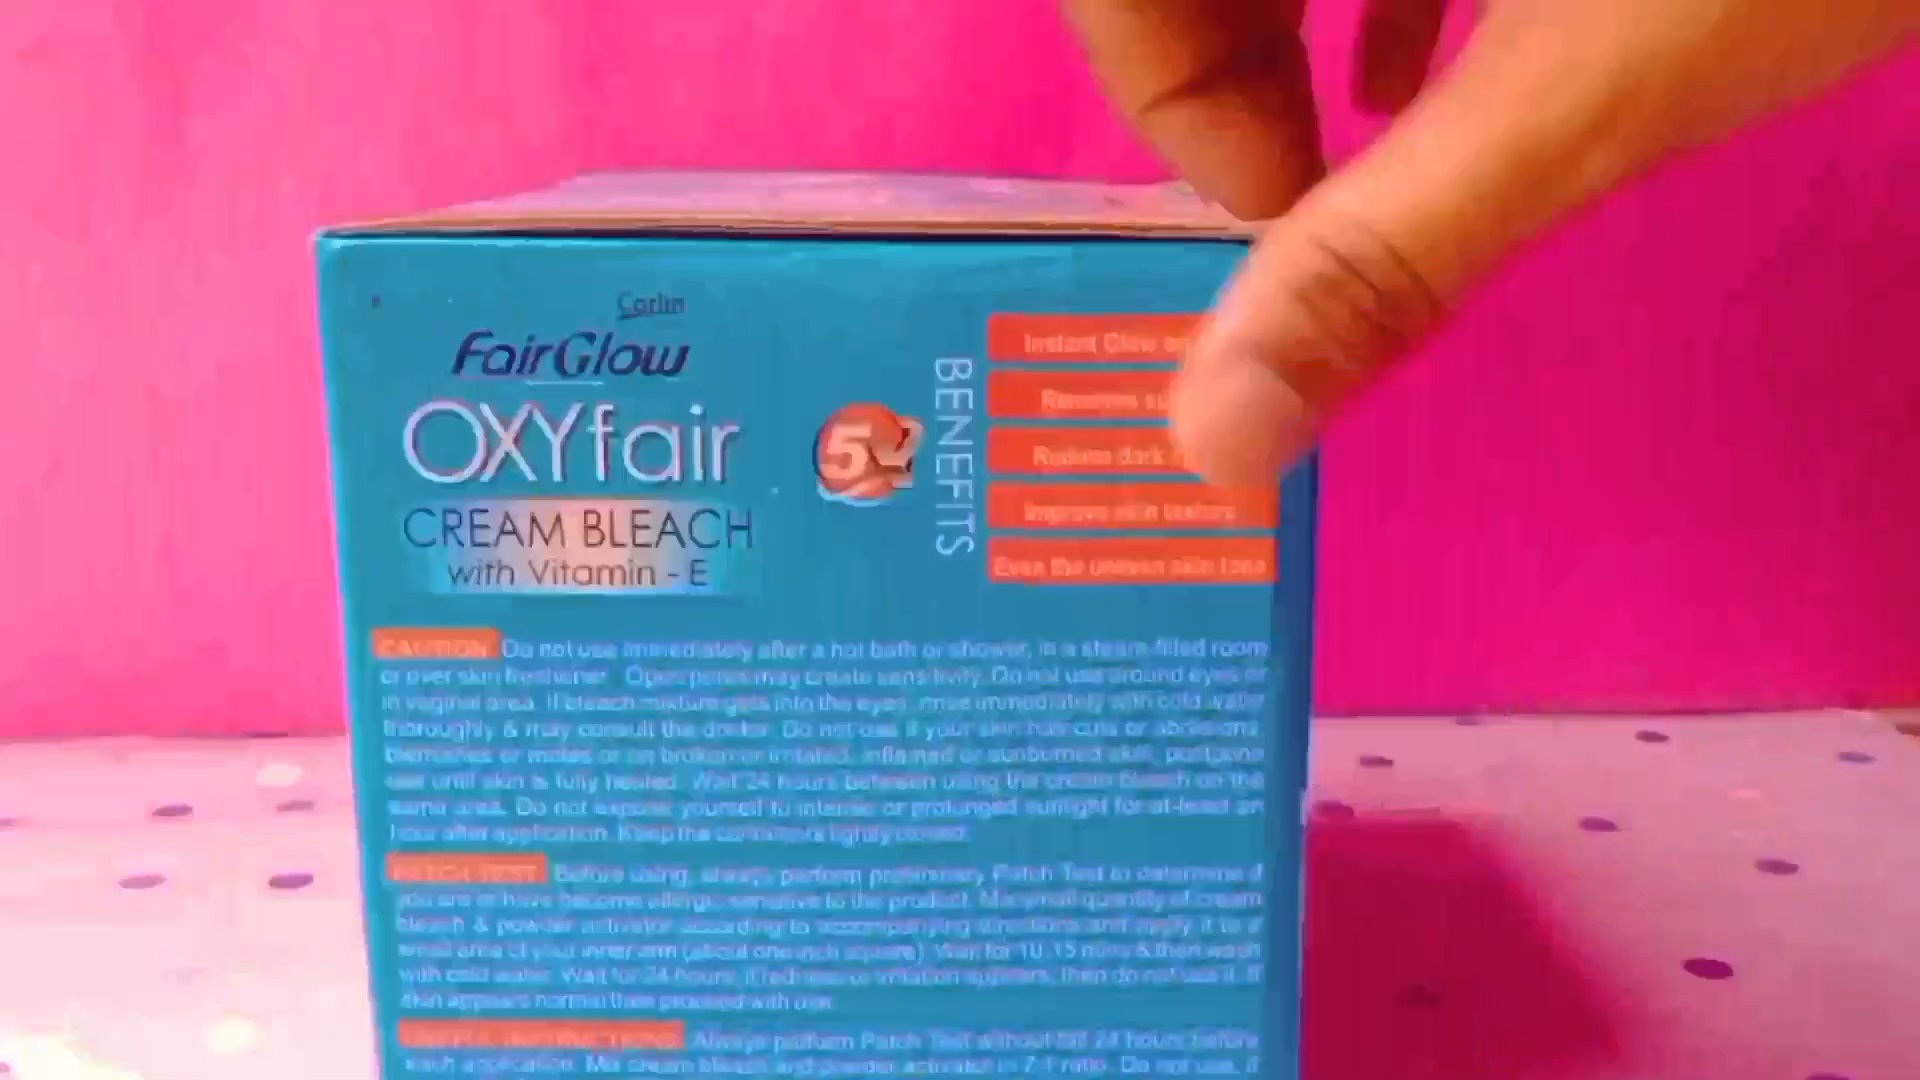 Carlin
FairGlow
OXYfair
CREAM BLEACH
with Vitamin - E
5
BENEFITS
Instant Glow
Removes
Reduce dark
Improve skin texture
Even the uneven skin tone
CAUTION Do not use immediately after a hot bath or shower, in a steam-filled room
or over skin freshener. Open pores may create sensitivity. Do not use around eyes or
in vaginal area. If bleach mixture gets into the eyes, rinse immediately with cold water
thoroughly & may consult the doctor. Do not use if your skin has cuts or abrasions,
blemishes or moles or on broken or irritated, inflamed or sunburned skin, postpone
use until skin is fully healed. Wait 24 hours between using the cream Bleach on the
same area. Do not expose yourself to intense or prolonged sunlight for at-least an
hour after application. Keep the containers tightly closed.
PATCH TEST Before using, always perform preliminary Patch Test to determine if
you are or have become allergic sensitive to the product. Mix small quantity of cream
bleach & powder activator according to accompanying directions and apply it to a
small area of your inner arm (about one inch square). Wait for 10-15 mins & then wash
with cold water. Wait for 24 hours, if redness or irritation appears, then do not use it. If
skin appears normal then proceed with use.
USEFUL INSTRUCTIONS Always perform Patch Test without fail 24 hours before
each application. Mix cream bleach and powder activator in 7:1 ratio. Do not use, if